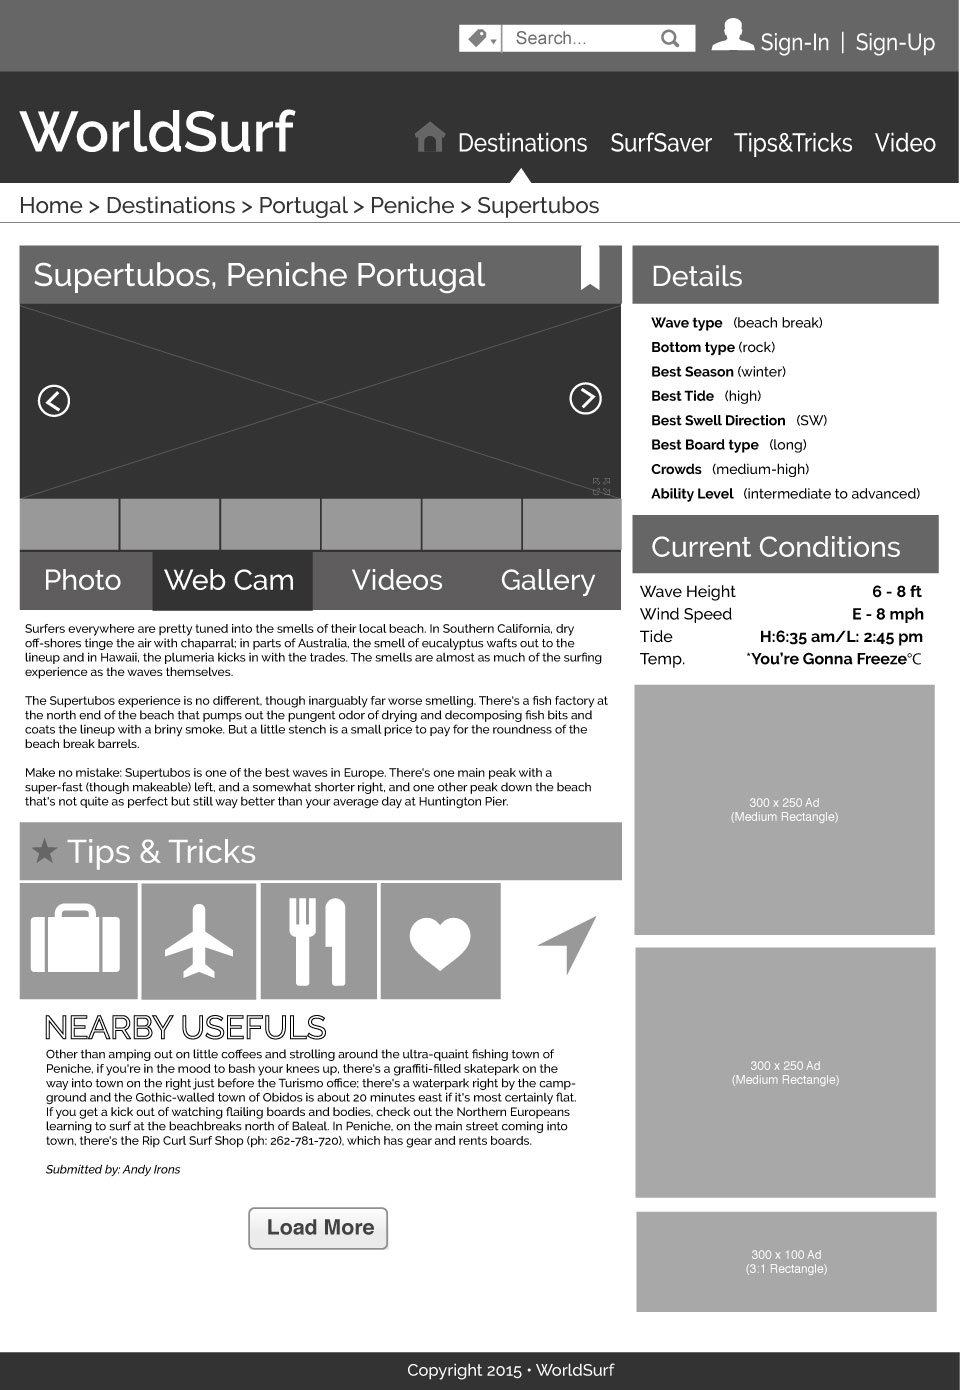 Search...
Sign-In | Sign-Up
WorldSurf
Destinations SurfSaver Tips&Tricks Video
Home > Destinations > Portugal > Peniche > Supertubos
Supertubos, Peniche Portugal
Photo Web Cam Videos Gallery
Surfers everywhere are pretty tuned into the smells of their local beach. In Southern California, dry
off-shores tinge the air with chaparral; in parts of Australia, the smell of eucalyptus wafts out to the
lineup and in Hawaii, the plumeria kicks in with the trades. The smells are almost as much of the surfing
experience as the waves themselves.
The Supertubos experience is no different, though inarguably far worse smelling. There's a fish factory at
the north end of the beach that pumps out the pungent odor of drying and decomposing fish bits and
coats the lineup with a briny smoke. But a little stench is a small price to pay for the roundness of the
beach break barrels.
Make no mistake: Supertubos is one of the best waves in Europe. There's one main peak with a
super-fast (though makeable) left, and a somewhat shorter right, and one other peak down the beach
that's not quite as perfect but still way better than your average day at Huntington Pier.
Tips & Tricks
NEARBY USEFULS
Other than amping out on little coffees and strolling around the ultra-quaint fishing town of
Peniche, if you're in the mood to bash your knees up, there's a graffiti-filled skatepark on the
way into town on the right just before the Turismo office; there's a waterpark right by the camp-
ground and the Gothic-walled town of Obidos is about 20 minutes east if it's most certainly flat.
If you get a kick out of watching flailing boards and bodies, check out the Northern Europeans
learning to surf at the beachbreaks north of Baleal. In Peniche, on the main street coming into
town, there's the Rip Curl Surf Shop (ph: 262-781-720), which has gear and rents boards.
Submitted by: Andy Irons
Load More
Details
Wave type (beach break)
Bottom type (rock)
Best Season (winter)
Best Tide (high)
Best Swell Direction (SW)
Best Board type (long)
Crowds (medium-high)
Ability Level (intermediate to advanced)
Current Conditions
Wave Height 6 - 8 ft
Wind Speed E - 8 mph
Tide H:6:35 am/L: 2:45 pm
Temp. *You're Gonna Freeze°C
300 x 250 Ad
(Medium Rectangle)
300 x 250 Ad
(Medium Rectangle)
300 x 100 Ad
(3:1 Rectangle)
Copyright 2015 • WorldSurf